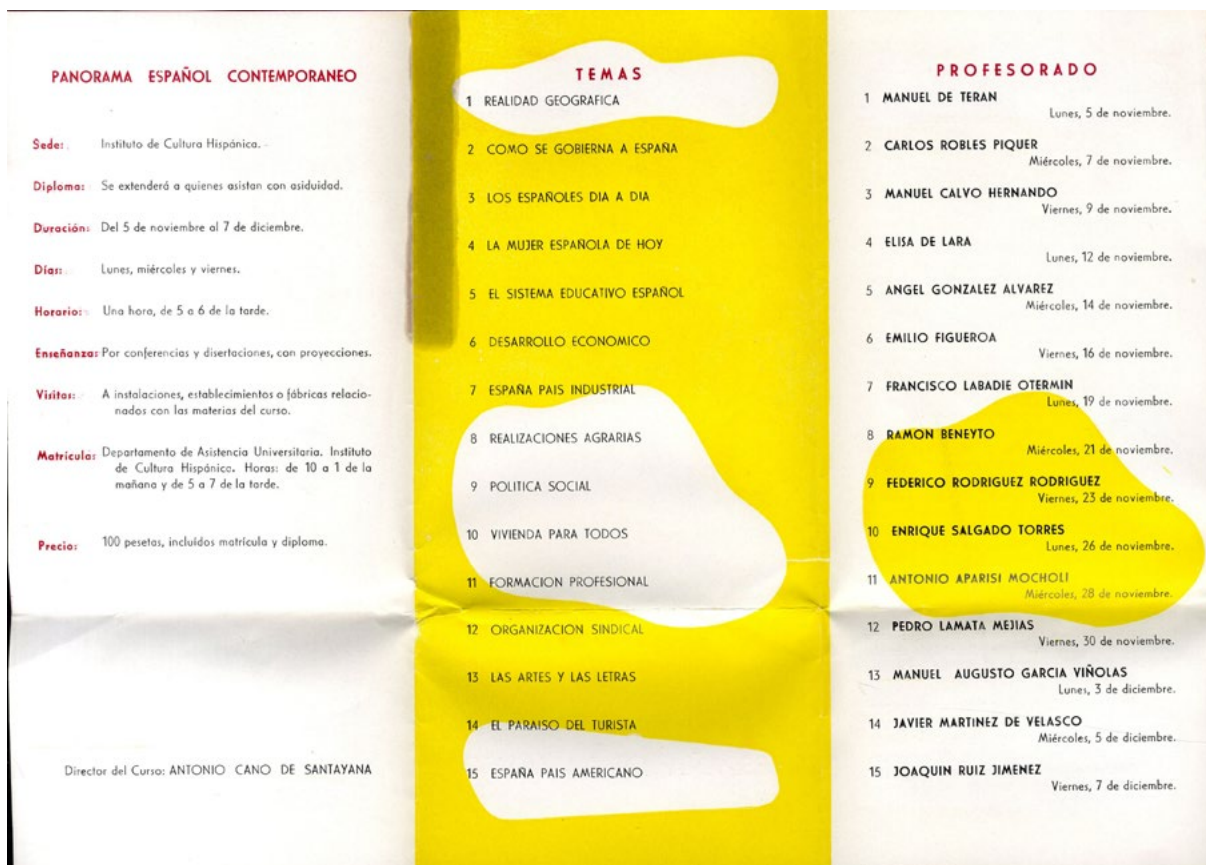 PANORAMA ESPAÑOL CONTEMPORANEO
Sede: Instituto de Cultura Hispánica.
Diploma: Se extenderá a quienes asistan con asiduidad.
Duración: Del 5 de noviembre al 7 de diciembre.
Días: Lunes, miércoles y viernes.
Horario: Una hora, de 5 a 6 de la tarde.
Enseñanza: Por conferencias y disertaciones, con proyecciones.
Visitas: A instalaciones, establecimientos o fábricas relacio-
nados con las materias del curso.
Matrícula: Departamento de Asistencia Universitaria. Instituto
de Cultura Hispánica. Horas: de 10 a 1 de la
mañana y de 5 a 7 de la tarde.
Precio: 100 pesetas, incluídos matrícula y diploma.
Director del Curso: ANTONIO CANO DE SANTAYANA
TEMAS
1 REALIDAD GEOGRAFICA
2 COMO SE GOBIERNA A ESPAÑA
3 LOS ESPAÑOLES DIA A DIA
4 LA MUJER ESPAÑOLA DE HOY
5 EL SISTEMA EDUCATIVO ESPAÑOL
6 DESARROLLO ECONOMICO
7 ESPAÑA PAIS INDUSTRIAL
8 REALIZACIONES AGRARIAS
9 POLITICA SOCIAL
10 VIVIENDA PARA TODOS
11 FORMACION PROFESIONAL
12 ORGANIZACION SINDICAL
13 LAS ARTES Y LAS LETRAS
14 EL PARAISO DEL TURISTA
15 ESPAÑA PAIS AMERICANO
PROFESORADO
1 MANUEL DE TERAN
Lunes, 5 de noviembre.
2 CARLOS ROBLES PIQUER
Miércoles, 7 de noviembre.
3 MANUEL CALVO HERNANDO
Viernes, 9 de noviembre.
4 ELISA DE LARA
Lunes, 12 de noviembre.
5 ANGEL GONZALEZ ALVAREZ
Miércoles, 14 de noviembre.
6 EMILIO FIGUEROA
Viernes, 16 de noviembre.
7 FRANCISCO LABADIE OTERMIN
Lunes, 19 de noviembre.
8 RAMON BENEYTO
Miércoles, 21 de noviembre.
9 FEDERICO RODRIGUEZ RODRIGUEZ
Viernes, 23 de noviembre.
10 ENRIQUE SALGADO TORRES
Lunes, 26 de noviembre.
11 ANTONIO APARISI MOCHOLI
Miércoles, 28 de noviembre.
12 PEDRO LAMATA MEJIAS
Viernes, 30 de noviembre.
13 MANUEL AUGUSTO GARCIA VIÑOLAS
Lunes, 3 de diciembre.
14 JAVIER MARTINEZ DE VELASCO
Miércoles, 5 de diciembre.
15 JOAQUIN RUIZ JIMENEZ
Viernes, 7 de diciembre.